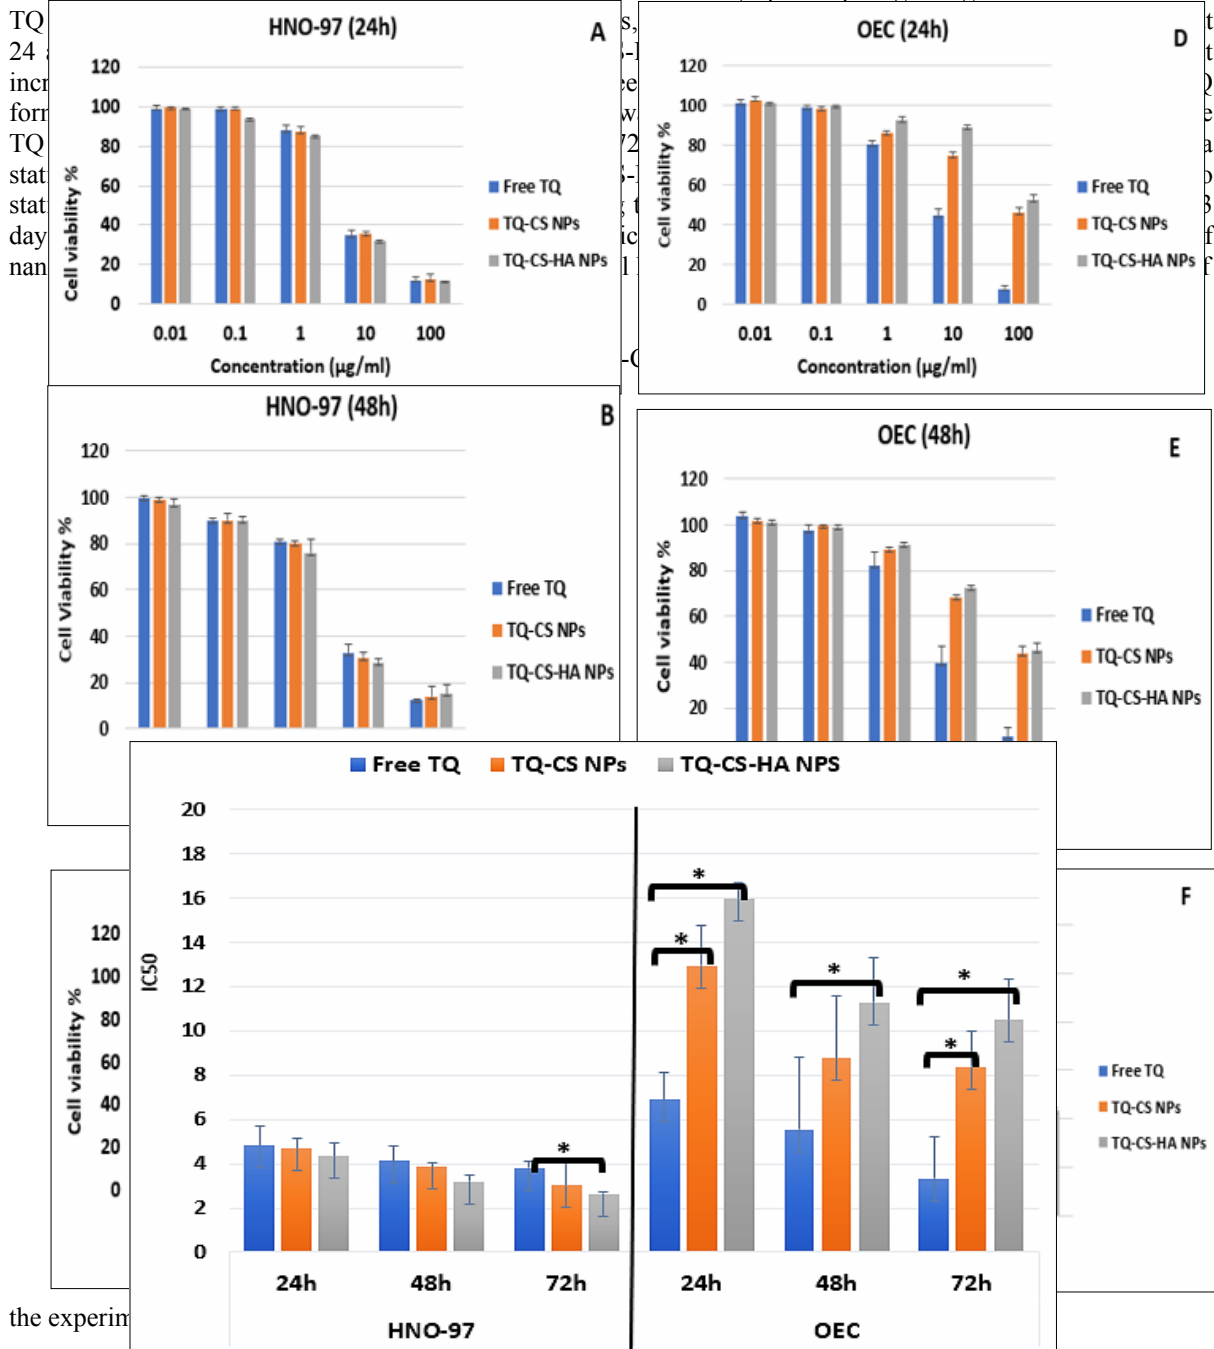 TQ
24
t
incr
form
TQ
stati
stati
day
nan
HNO-97 (24h)
A
120
100
80
60
40
20
0
Cell viability %
0.01 0.1 1 10 100
Concentration (µg/ml)
Free TQ
TQ-CS NPs
TQ-CS-HA NPs
OEC (24h)
D
120
100
80
60
40
20
0
Cell viability %
0.01 0.1 1 10 100
Concontration (µg/ml)
Free TQ
TQ-CS NPs
TQ-CS-HA NPs
HNO-97 (48h)
B
120
100
80
60
40
20
0
Cell Viability %
Free TQ
TQ-CS NPs
TQ-CS-HA NPs
OEC (48h)
E
120
100
80
60
40
20
Cell viability %
Free TQ
TQ-CS NPs
TQ-CS-HA NPs
120
100
80
60
40
20
0
Cell viability %
Free TQ TQ-CS NPs TQ-CS-HA NPS
20
18
16
14
12
10
8
6
4
2
0
IC50
* * * * * *
24h 48h 72h 24h 48h 72h
HNO-97 OEC
F
Free TQ
TQ-CS NPs
TQ-CS-HA NPs
the experim